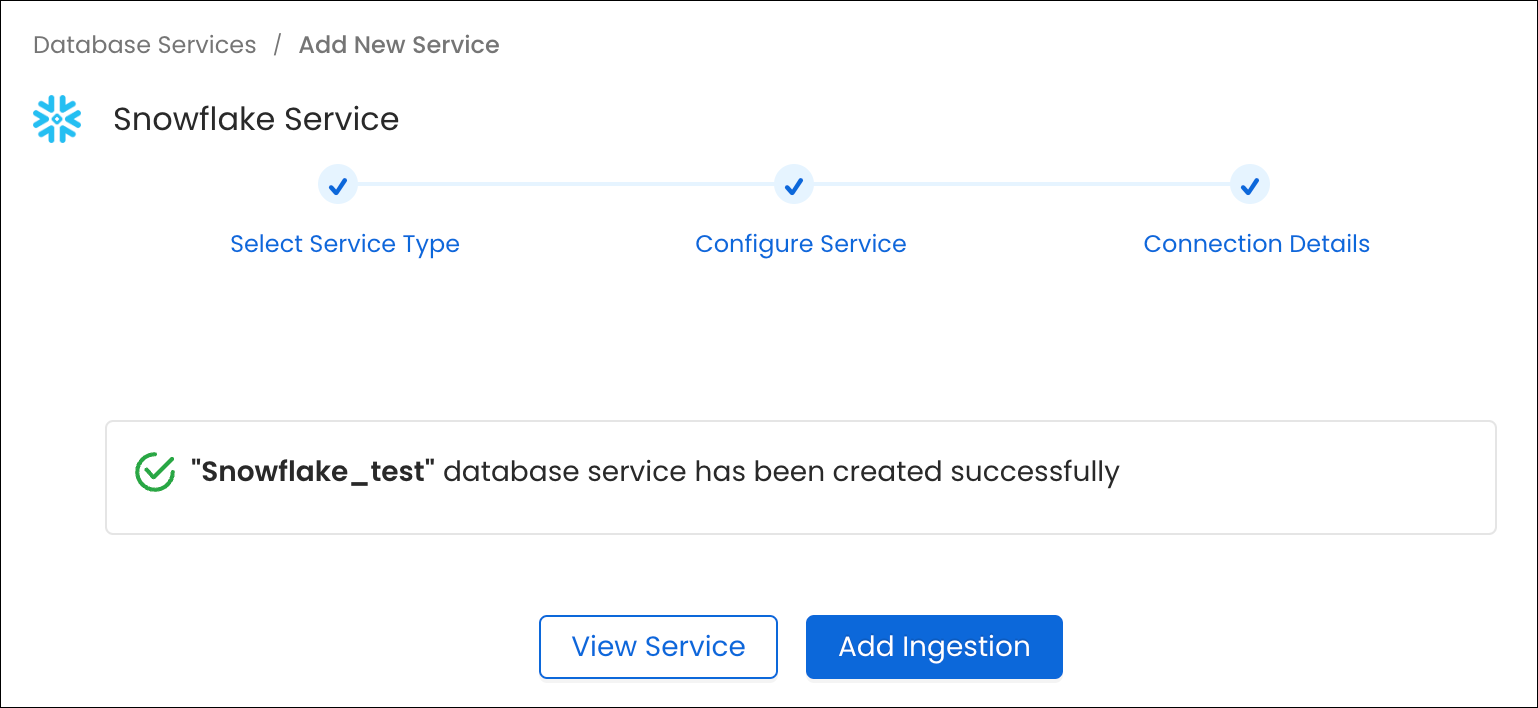 Database Services / Add New Service
Snowflake Service
Select Service Type Configure Service Connection Details
"Snowflake_test" database service has been created successfully
View Service Add Ingestion